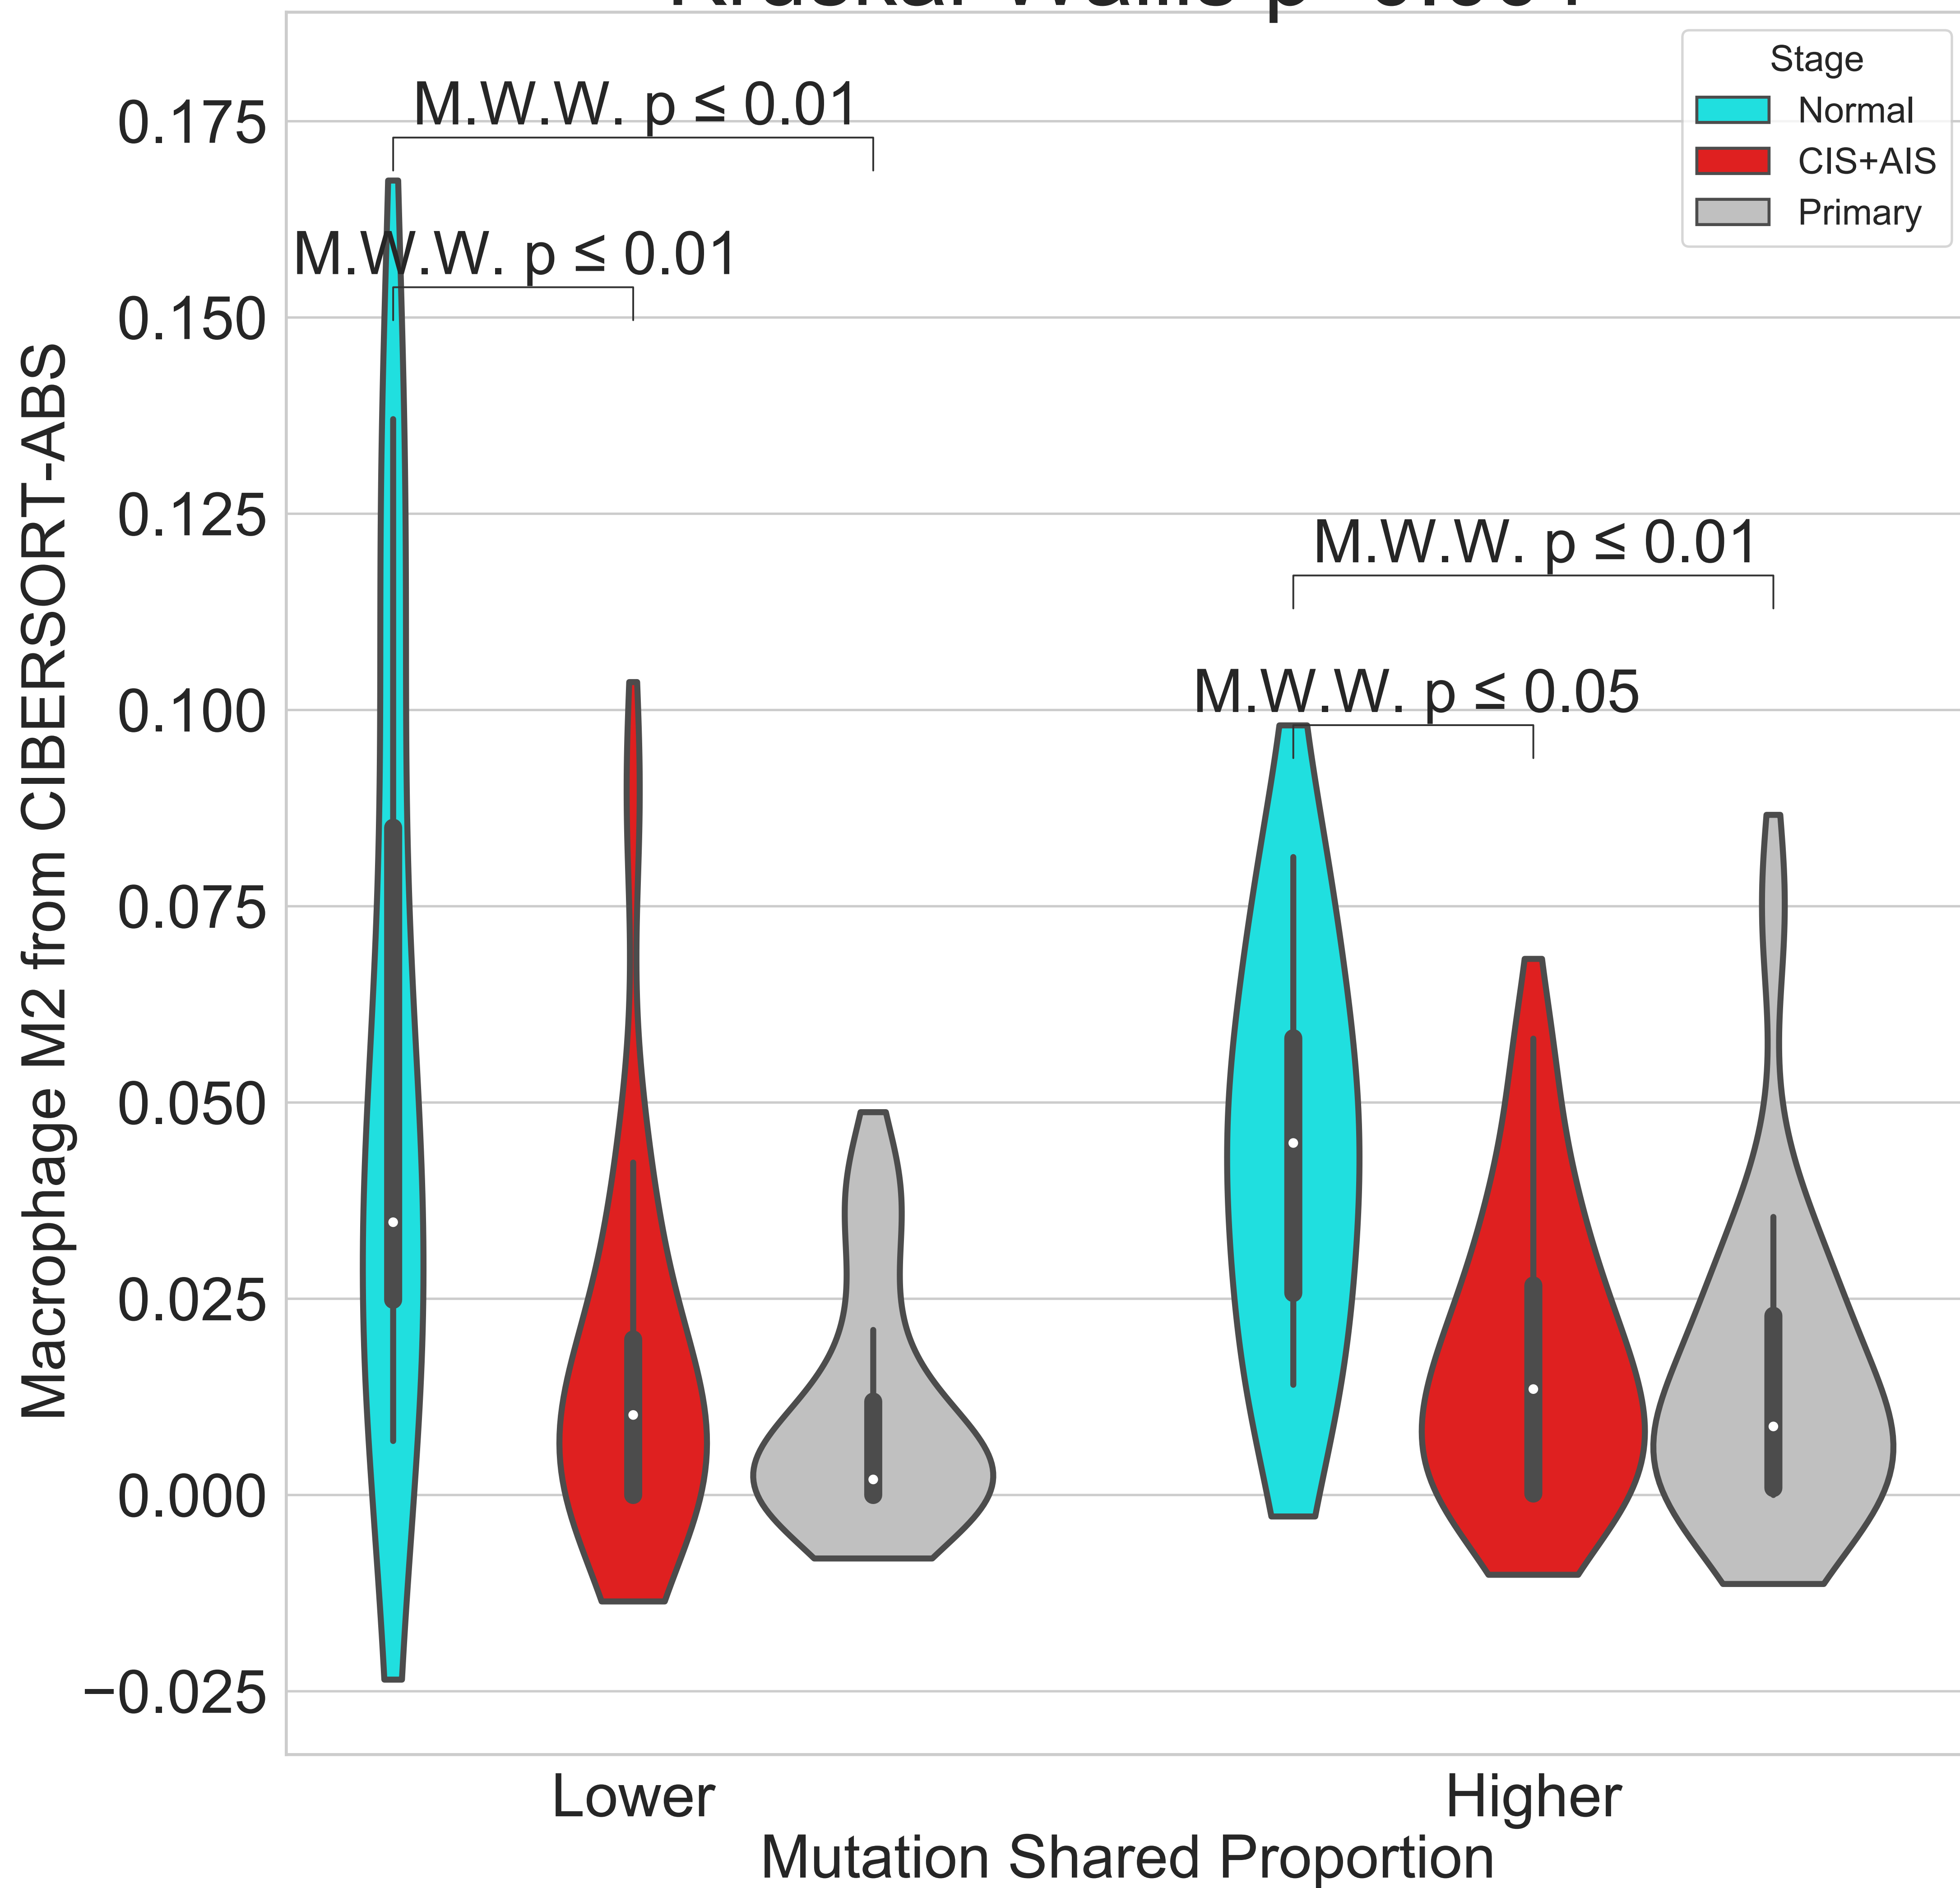 Stage
Normal
CIS+AIS
Primary
M.W.W. p ≤ 0.01
M.W.W. p ≤ 0.01
M.W.W. p ≤ 0.01
M.W.W. p ≤ 0.05
0.175
0.150
0.125
0.100
0.075
0.050
0.025
0.000
−0.025
Macrophage M2 from CIBERSORT-ABS
Lower
Higher
Mutation Shared Proportion